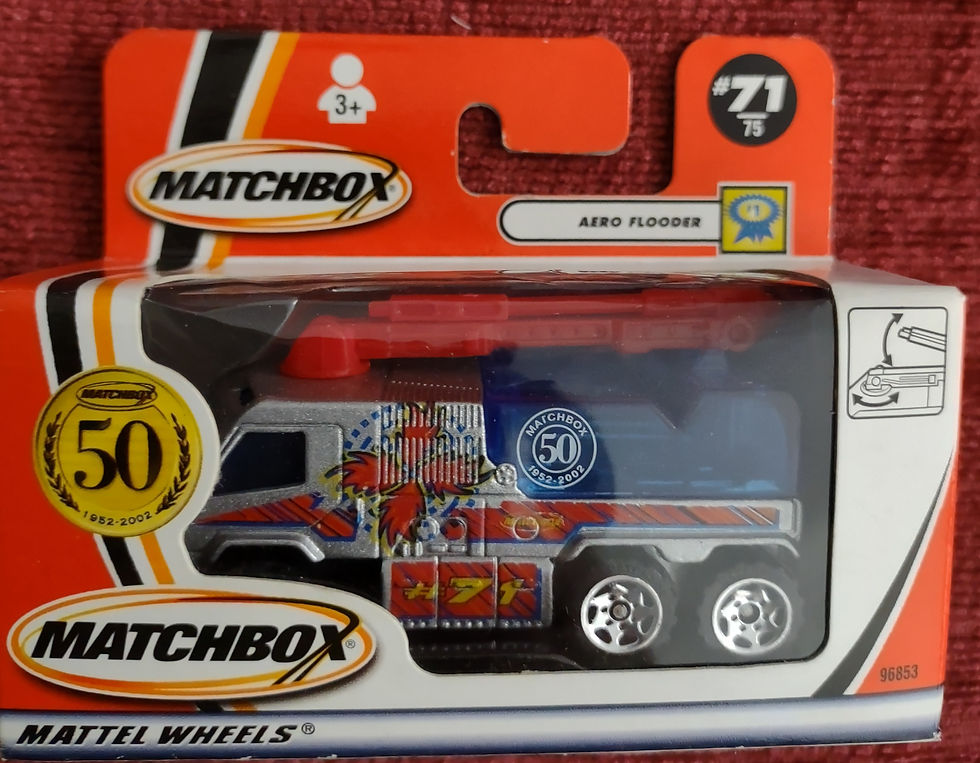 3+
#71
75
MATCHBOX®
AERO FLOODER
#1
MATCHBOX
50
1952-2002
MATCHBOX
50
1952-2002
#71
MATCHBOX®
96853
MATTEL WHEELS®